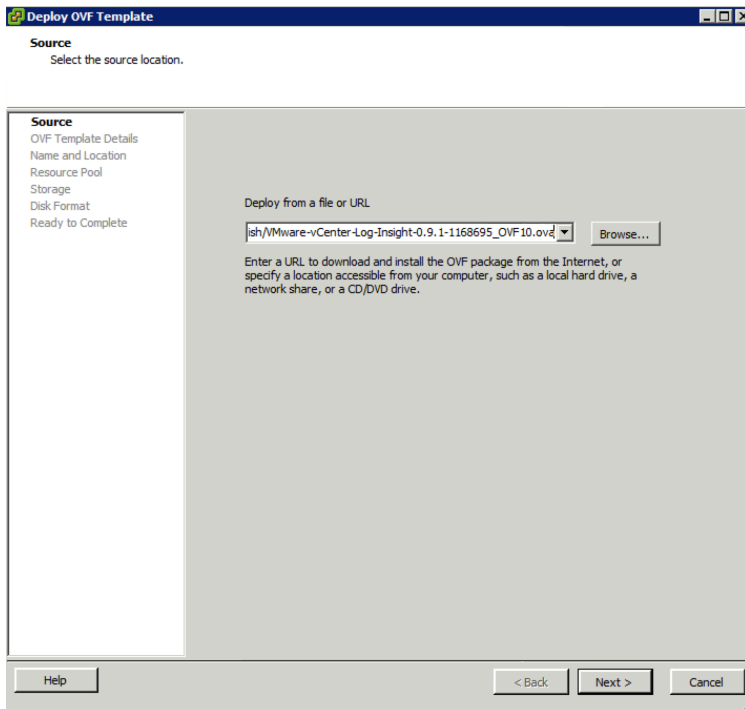 Deploy OVF Template
Source
Select the source location.
Source
OVF Template Details
Name and Location
Resource Pool
Storage
Disk Format
Ready to Complete
Deploy from a file or URL
ish/VMware-vCenter-Log-Insight-0.9.1-1168695_OVF10.ova
Browse...
Enter a URL to download and install the OVF package from the Internet, or
specify a location accessible from your computer, such as a local hard drive, a
network share, or a CD/DVD drive.
Help
< Back
Next >
Cancel